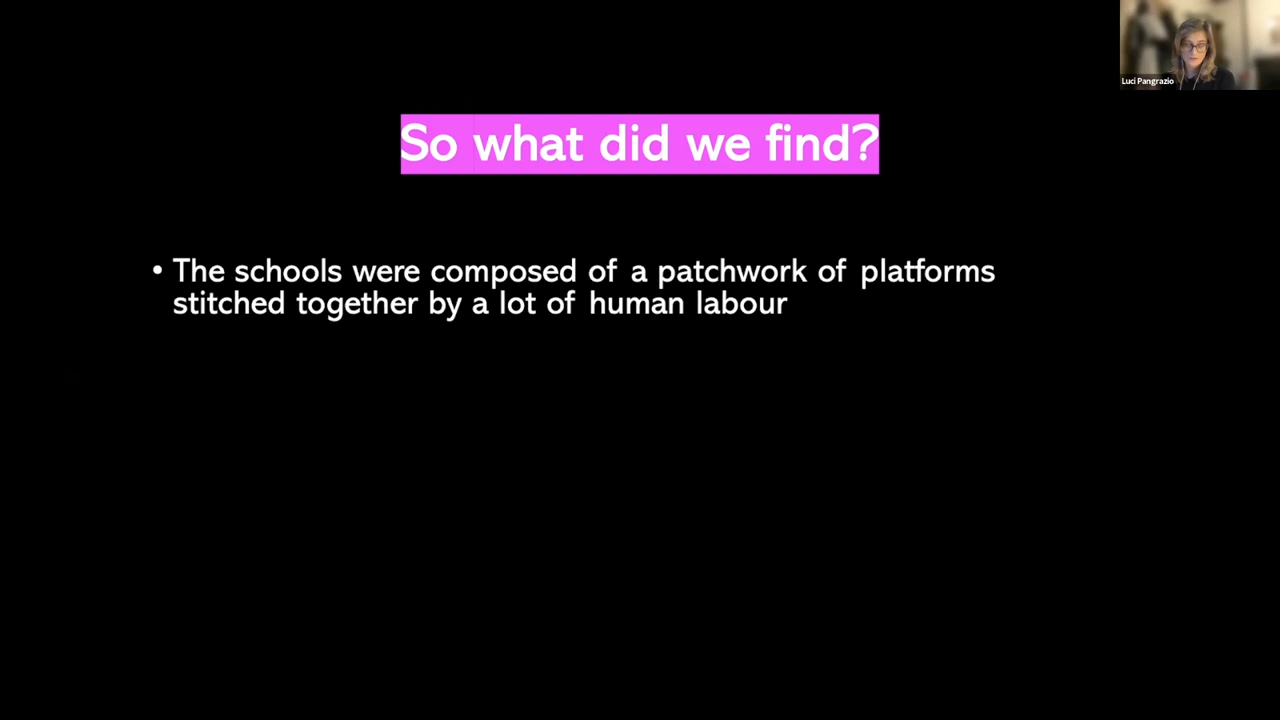 Luci Pangrazio
So what did we find?
• The schools were composed of a patchwork of platforms
stitched together by a lot of human labour